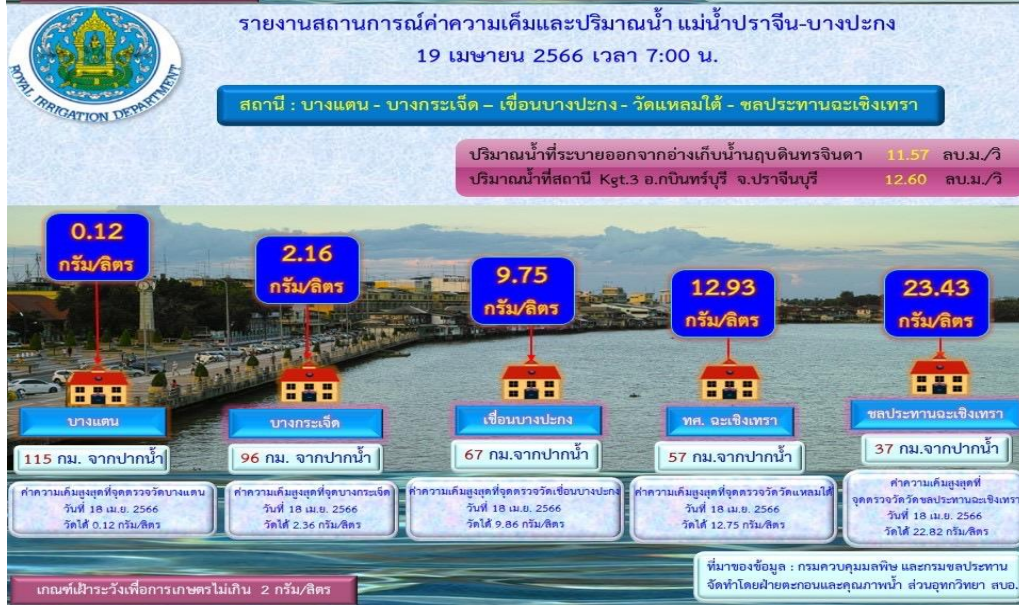 รายงานสถานการณ์ค่าความเค็มและปริมาณน้ำ แม่น้ำปราจีน-บางปะกง
19 เมษายน 2566 เวลา 7:00 น.
ROYAL IRRIGATION DEPARTMENT
สถานี : บางแตน - บางกระเจ็ด – เขื่อนบางปะกง - วัดแหลมใต้ - ชลประทานฉะเชิงเทรา
ปริมาณน้ำที่ระบายออกจากอ่างเก็บน้ำนฤบดินทรจินดา 11.57 ลบ.ม./วิ
ปริมาณน้ำที่สถานี Kgt.3 อ.กบินทร์บุรี จ.ปราจีนบุรี 12.60 ลบ.ม./วิ
0.12
กรัม/ลิตร
2.16
กรัม/ลิตร
9.75
กรัม/ลิตร
12.93
กรัม/ลิตร
23.43
กรัม/ลิตร
บางแตน
บางกระเจ็ด
เขื่อนบางปะกง
ทศ. ฉะเชิงเทรา
ชลประทานฉะเชิงเทรา
115 กม. จากปากน้ำ
96 กม. จากปากน้ำ
67 กม.จากปากน้ำ
57 กม.จากปากน้ำ
37 กม.จากปากน้ำ
ค่าความเค็มสูงสุดที่จุดตรวจวัดบางแตน
วันที่ 18 เม.ย. 2566
วัดได้ 0.12 กรัม/ลิตร
ค่าความเค็มสูงสุดที่จุดบางกระเจ็ด
วันที่ 18 เม.ย. 2566
วัดได้ 2.36 กรัม/ลิตร
ค่าความเค็มสูงสุดที่จุดตรวจวัดเขื่อนบางปะกง
วันที่ 18 เม.ย. 2566
วัดได้ 9.86 กรัม/ลิตร
ค่าความเค็มสูงสุดที่จุดตรวจวัดวัดแหลมใต้
วันที่ 18 เม.ย. 2566
วัดได้ 12.75 กรัม/ลิตร
ค่าความเค็มสูงสุดที่
จุดตรวจวัดวัดชลประทานฉะเชิงเทรา
วันที่ 18 เม.ย. 2566
วัดได้ 22.82 กรัม/ลิตร
เกณฑ์เฝ้าระวังเพื่อการเกษตรไม่เกิน 2 กรัม/ลิตร
ที่มาของข้อมูล : กรมควบคุมมลพิษ และกรมชลประทาน
จัดทำโดยฝ่ายตะกอนและคุณภาพน้ำ ส่วนอุทกวิทยา สบอ.